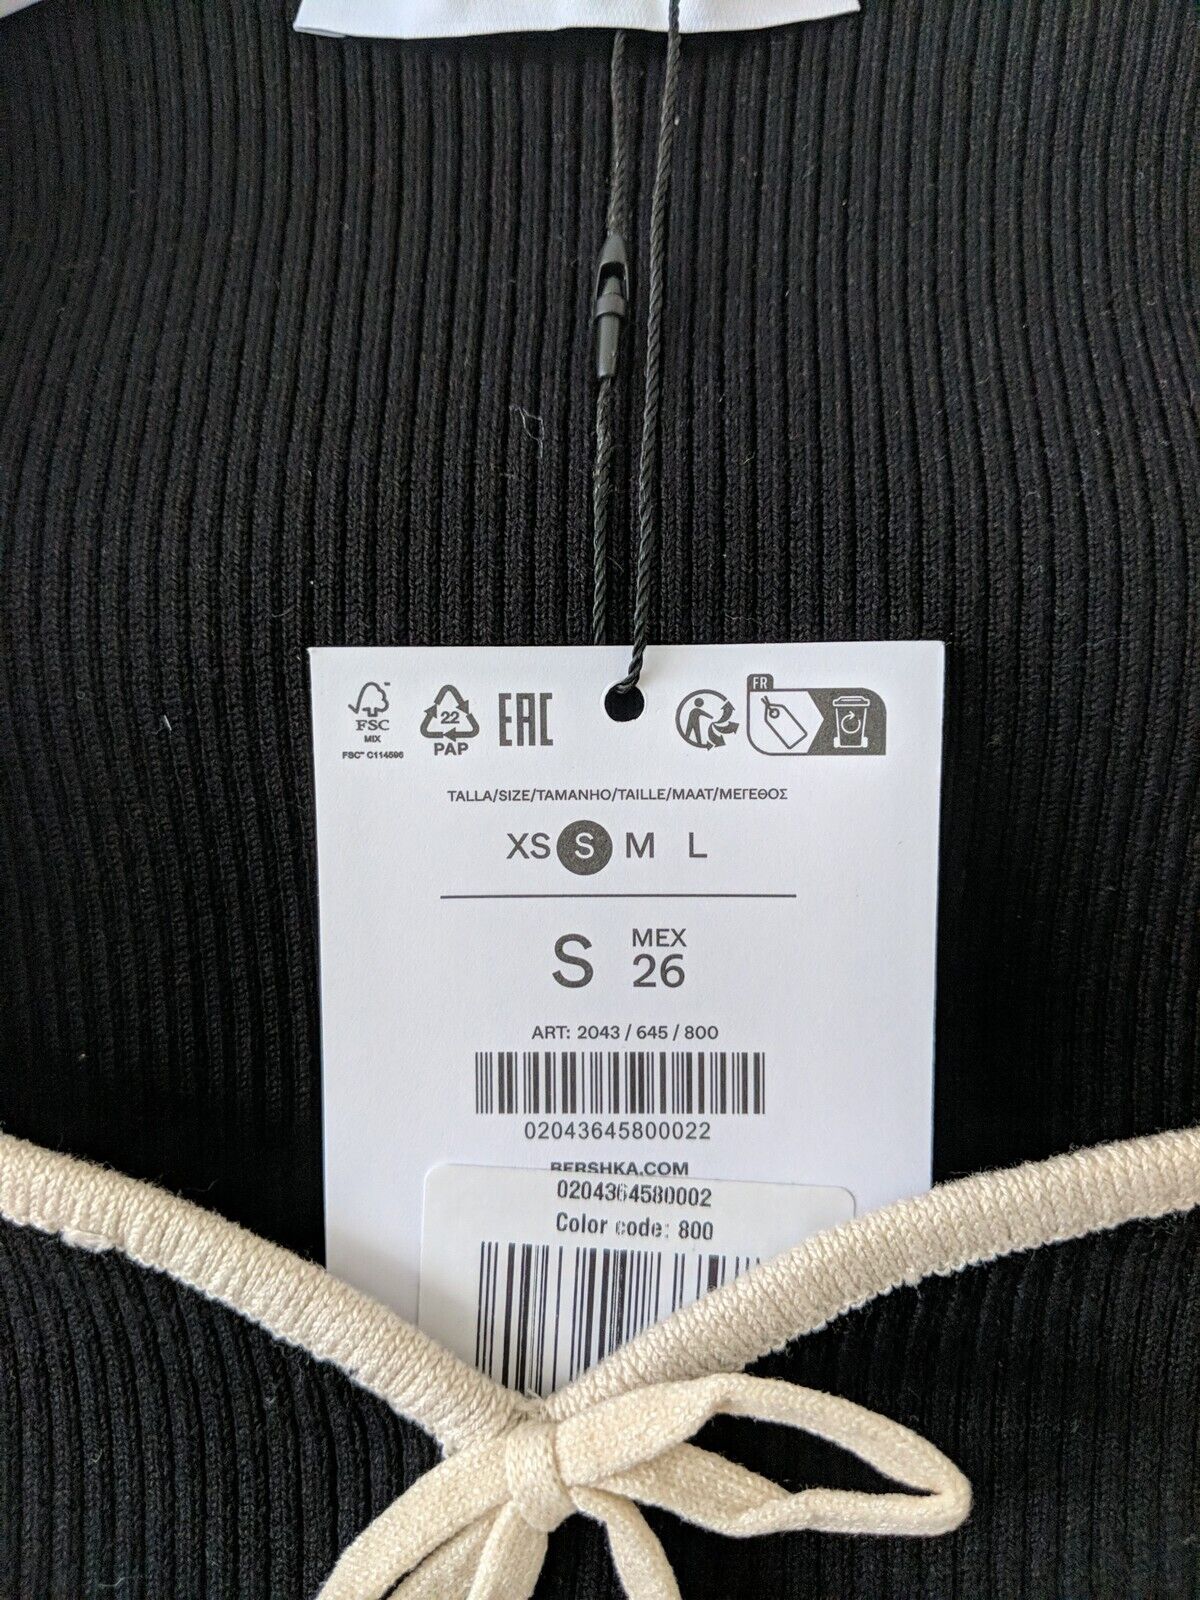 FSC
MIX
FSC™ C114596
22
PAP
EAC
FR
TALLA/SIZE/TAMANHO/TAILLE/MAAT/ΜΕΓΕΘΟΣ
XS S M L
S MEX 26
ART: 2043 / 645 / 800
02043645800022
BERSHKA.COM
0204364580002
Color code: 800